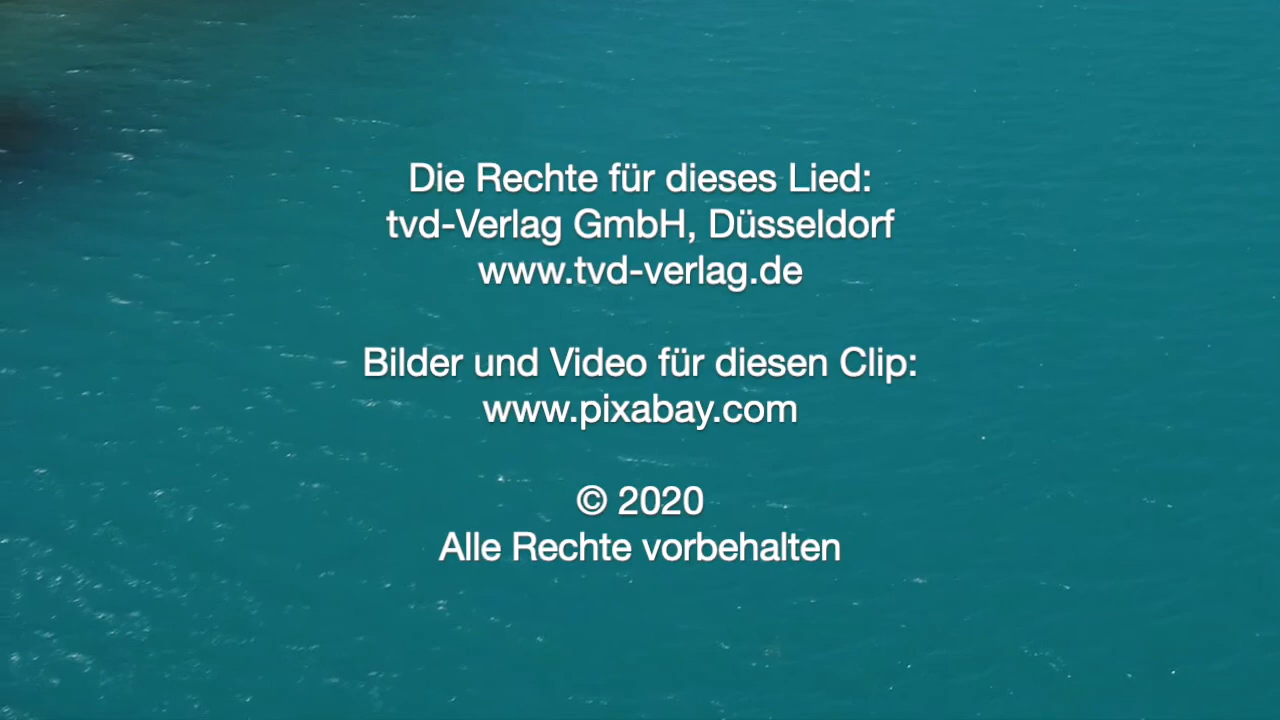 Die Rechte für dieses Lied:
tvd-Verlag GmbH, Düsseldorf
www.tvd-verlag.de
Bilder und Video für diesen Clip:
www.pixabay.com
© 2020
Alle Rechte vorbehalten